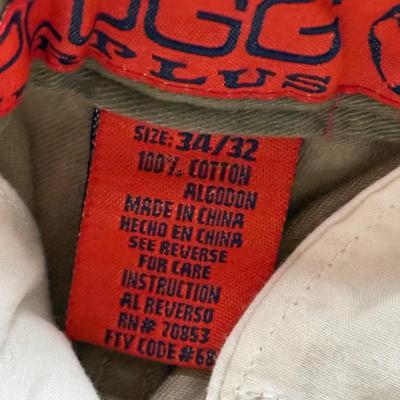 PLUS
SIZE: 34/32
100% COTTON
ALGODON
MADE IN CHINA
HECHO EN CHINA
SEE REVERSE
FOR CARE
INSTRUCTION
AL REVERSO
RN# 70853
FTY CODE #68